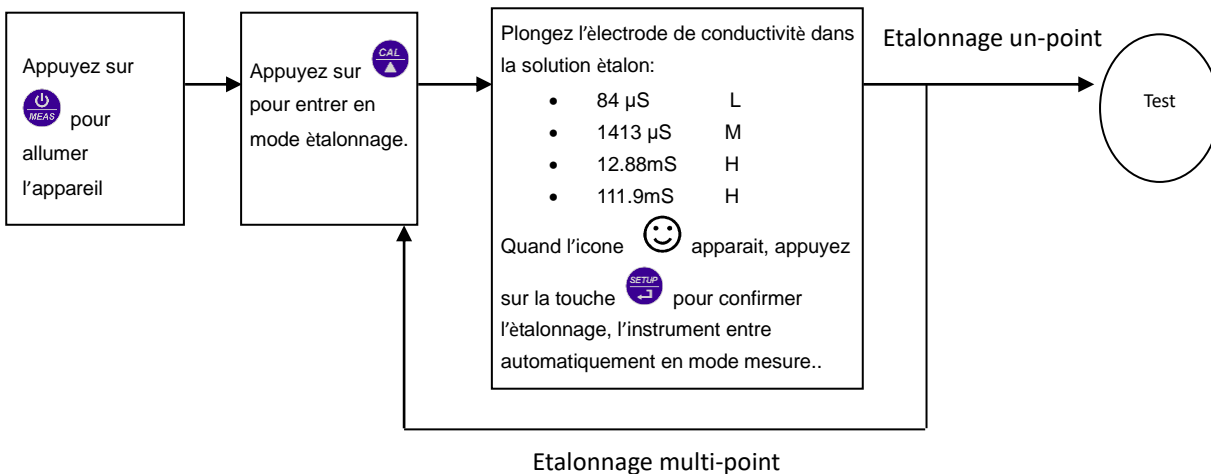 Appuyez sur
MEAS pour
allumer
l'appareil
Appuyez sur CAL
pour entrer en
mode ètalonnage.
Plongez l'èlectrode de conductivitè dans
la solution ètalon:
• 84 µS L
• 1413 µS M
• 12.88mS H
• 111.9mS H
Quand l'icone apparait, appuyez
sur la touche SETUP pour confirmer
l'ètalonnage, l'instrument entre
automatiquement en mode mesure..
Etalonnage un-point
Test
Etalonnage multi-point